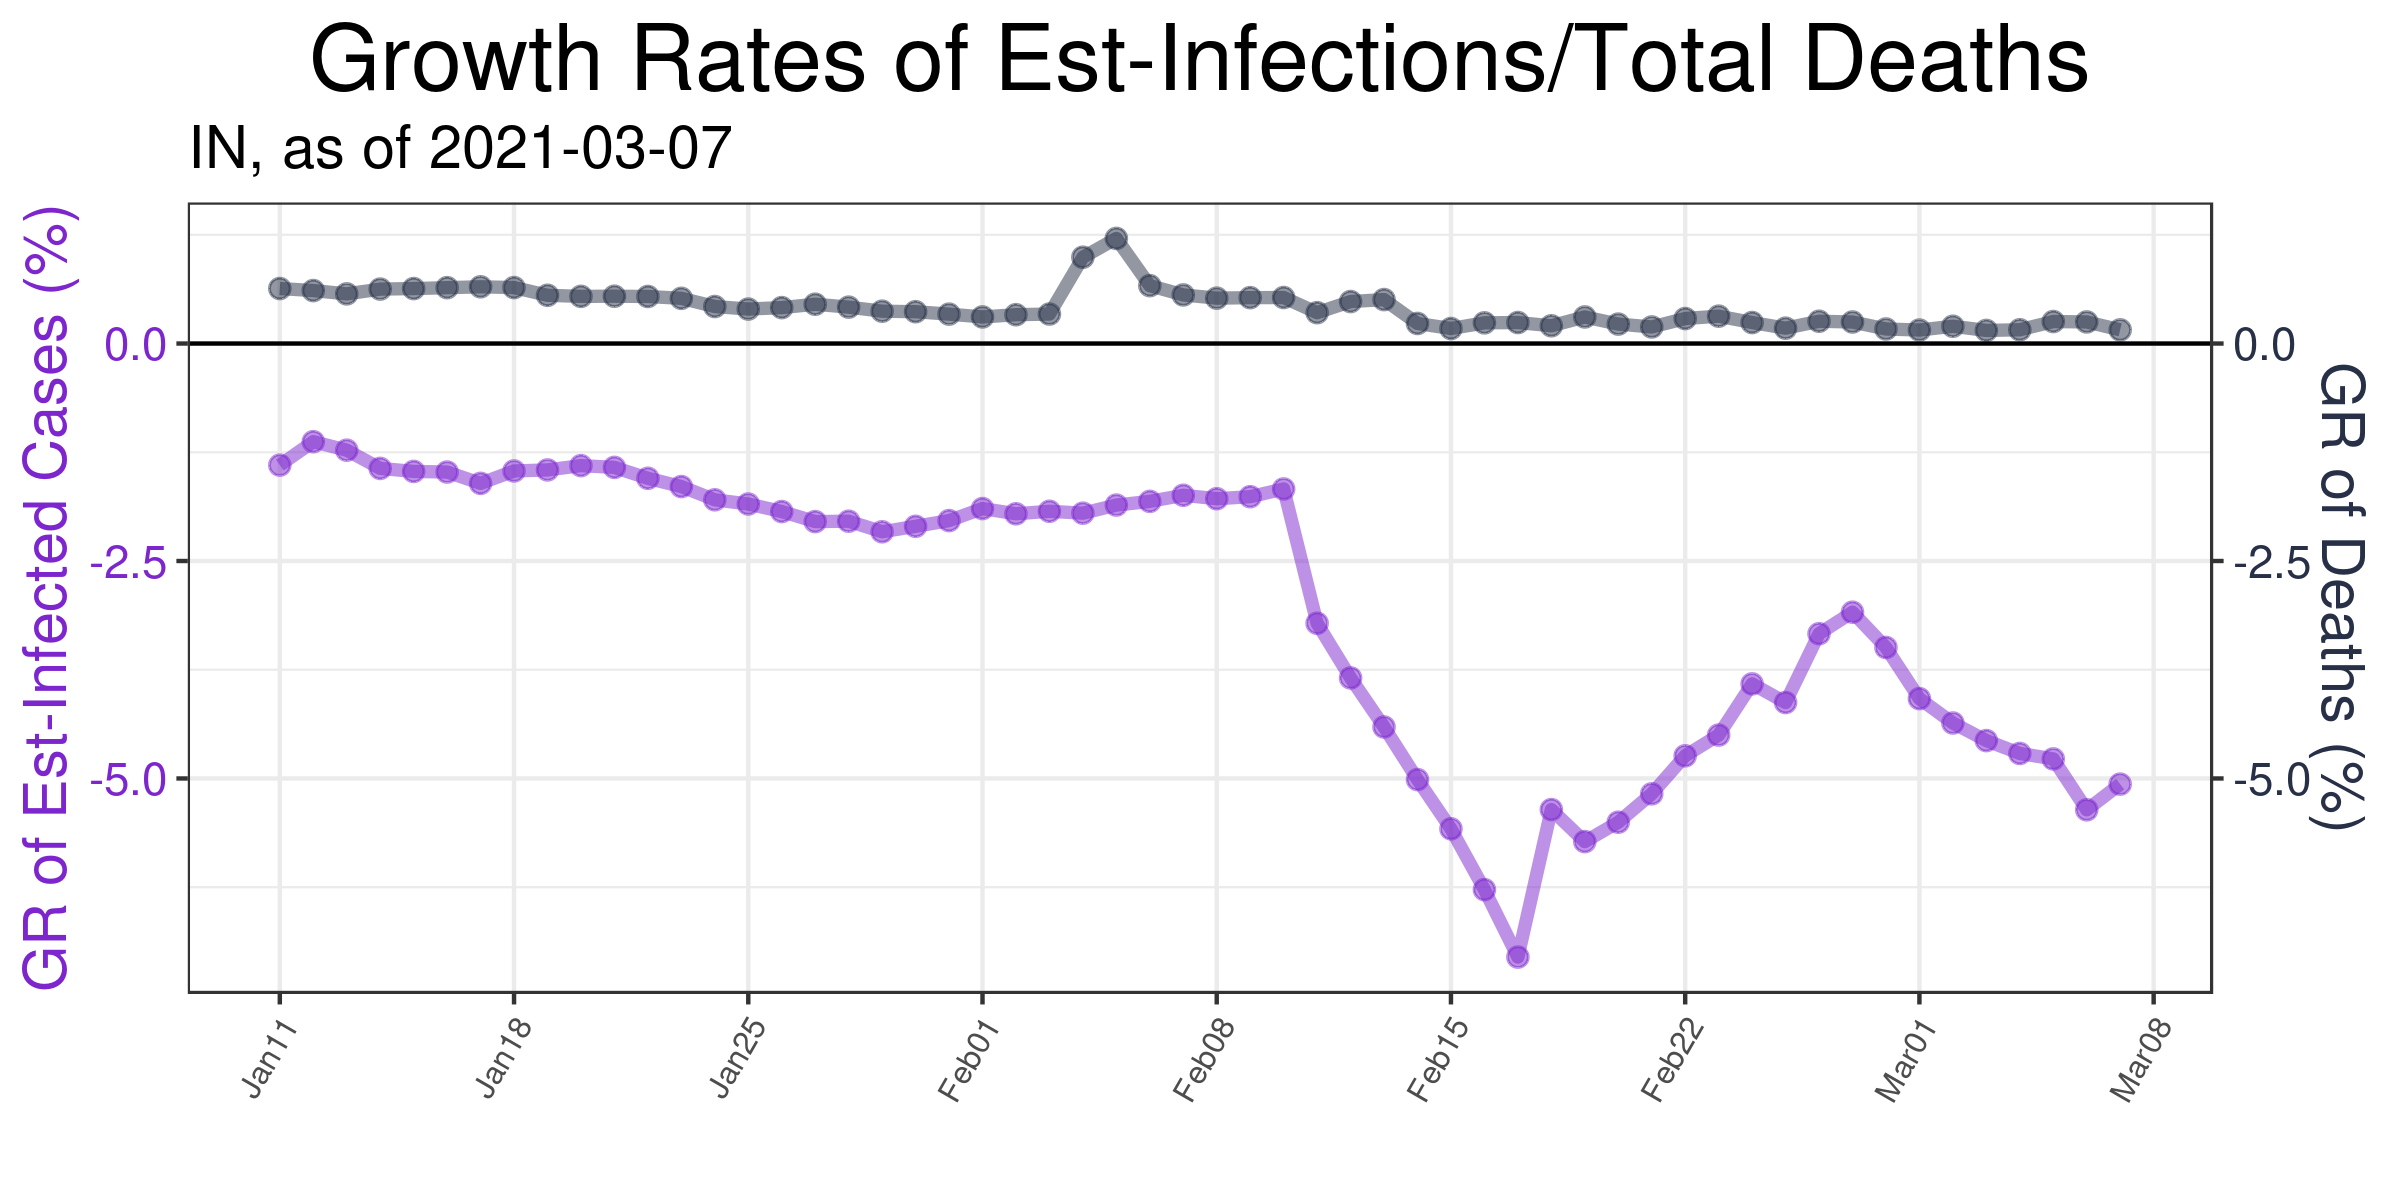 Growth Rates of Est-Infections/Total Deaths
IN, as of 2021-03-07
GR of Est-Infected Cases (%)
0.0
-2.5
-5.0
0.0
-2.5
-5.0
GR of Deaths (%)
Jan11
Jan18
Jan25
Feb01
Feb08
Feb15
Feb22
Mar01
Mar08